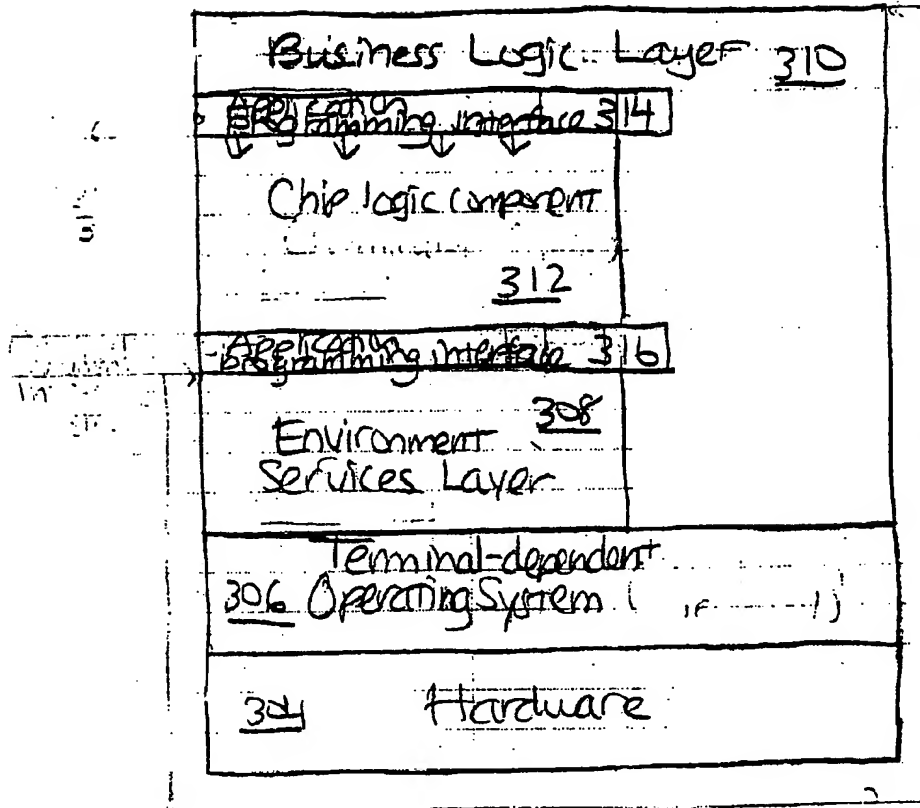 Business Logic Layer 310
Application
Programming interface 314
Chip logic component
312
Application
programming interface 316
308
Environment
Services Layer
Terminal-dependent
306 Operating System ( if
304 Hardware